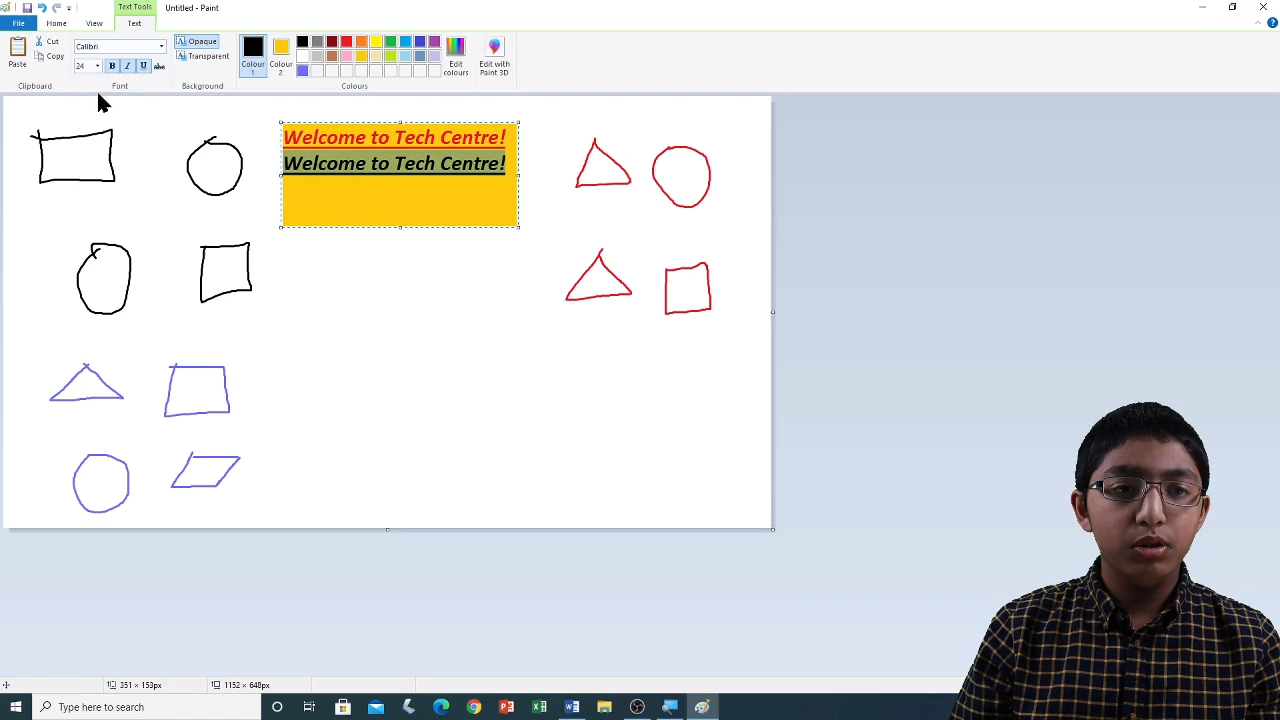 Text Tools
Untitled - Paint
File
Home
View
Text
Paste
Cut
Copy
Clipboard
Calibri
24
B I U abc
Font
Opaque
Transparent
Background
Colour 1
Colour 2
Edit colours
Edit with Paint 3D
Colours
Welcome to Tech Centre!
Welcome to Tech Centre!
351 × 153px
1152 × 648px
Type here to search